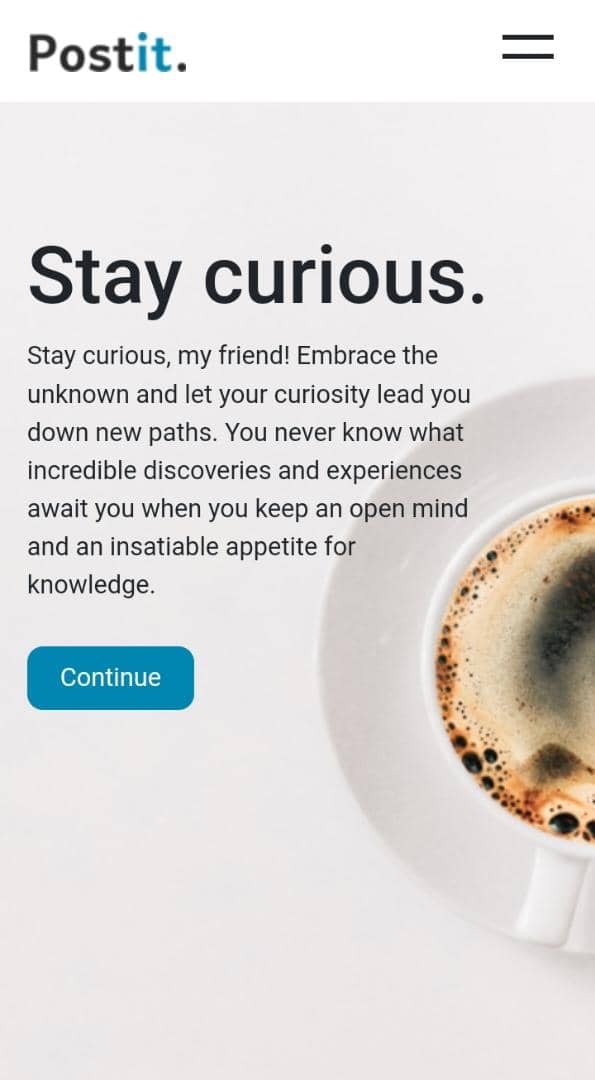 Postit.
Stay curious.
Stay curious, my friend! Embrace the
unknown and let your curiosity lead you
down new paths. You never know what
incredible discoveries and experiences
await you when you keep an open mind
and an insatiable appetite for
knowledge.
Continue